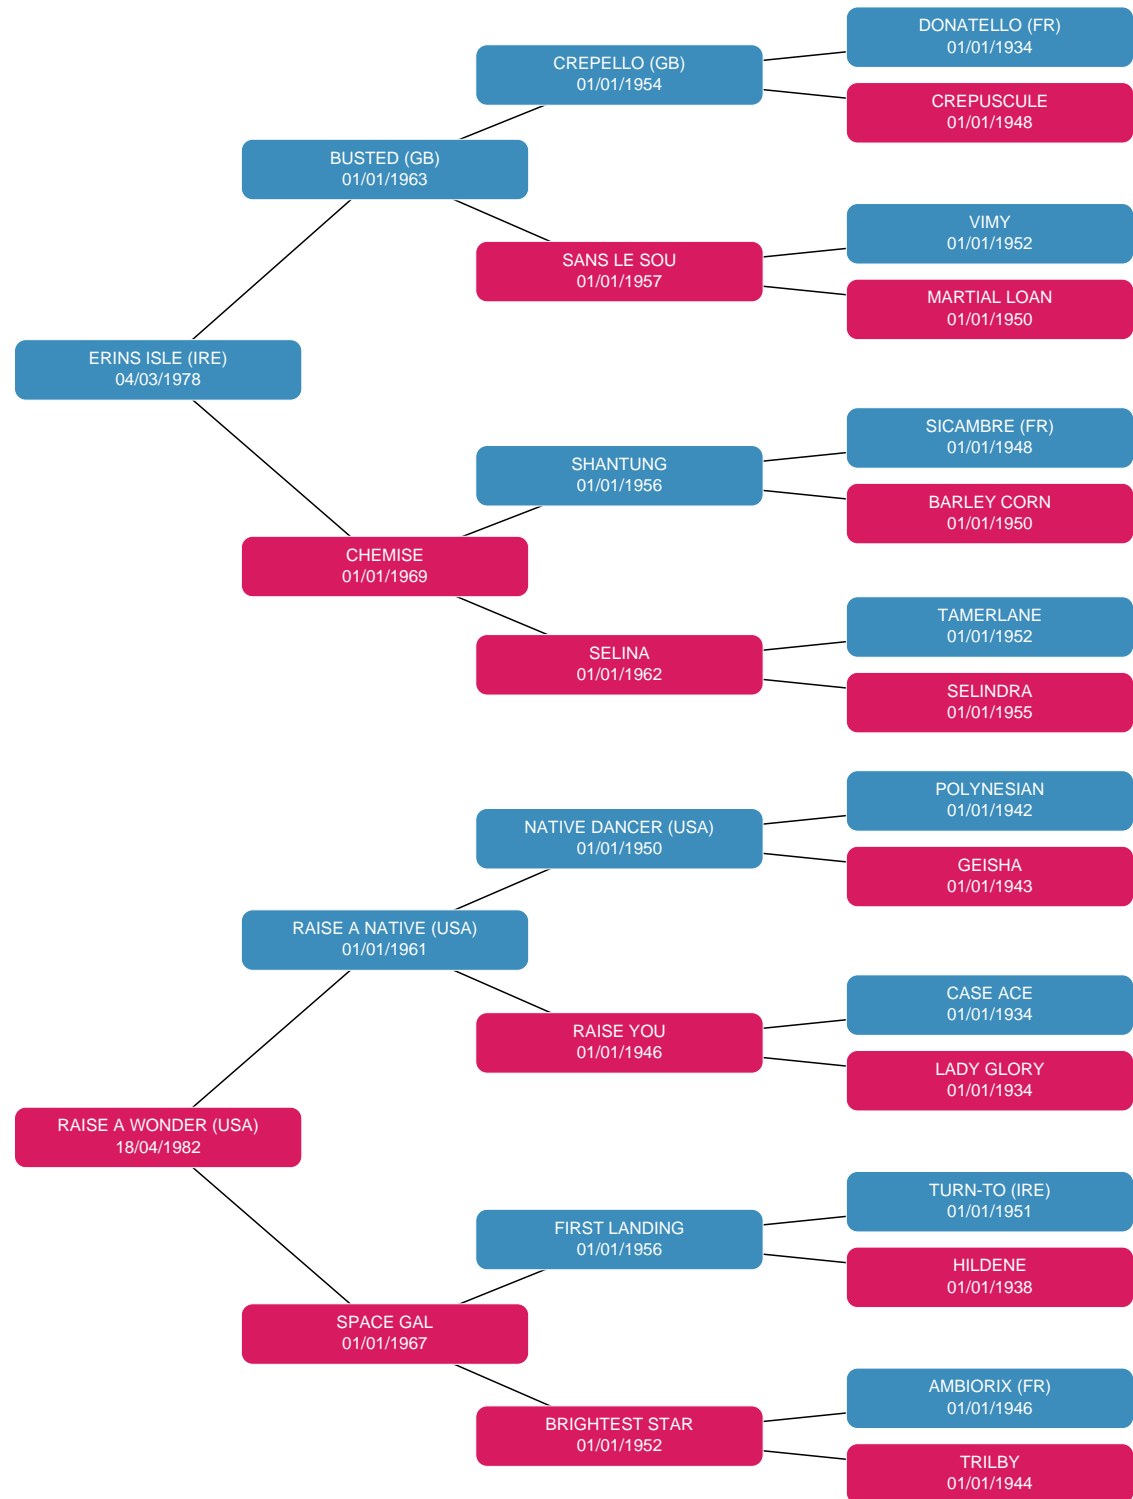 DONATELLO (FR)
01/01/1934
CREPELLO (GB)
01/01/1954
CREPUSCULE
01/01/1948
BUSTED (GB)
01/01/1963
VIMY
01/01/1952
SANS LE SOU
01/01/1957
MARTIAL LOAN
01/01/1950
ERINS ISLE (IRE)
04/03/1978
SICAMBRE (FR)
01/01/1948
SHANTUNG
01/01/1956
BARLEY CORN
01/01/1950
CHEMISE
01/01/1969
TAMERLANE
01/01/1952
SELINA
01/01/1962
SELINDRA
01/01/1955
POLYNESIAN
01/01/1942
NATIVE DANCER (USA)
01/01/1950
GEISHA
01/01/1943
RAISE A NATIVE (USA)
01/01/1961
CASE ACE
01/01/1934
RAISE YOU
01/01/1946
LADY GLORY
01/01/1934
RAISE A WONDER (USA)
18/04/1982
TURN-TO (IRE)
01/01/1951
FIRST LANDING
01/01/1956
HILDENE
01/01/1938
SPACE GAL
01/01/1967
AMBIORIX (FR)
01/01/1946
BRIGHTEST STAR
01/01/1952
TRILBY
01/01/1944